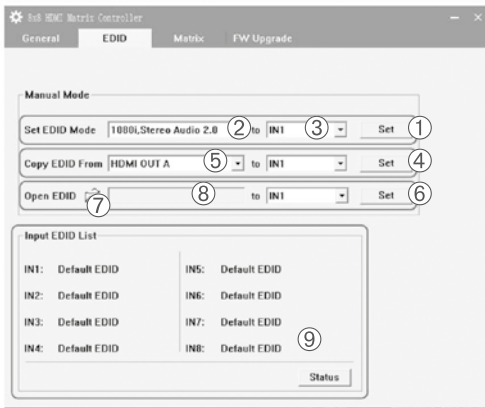 8x8 HDMI Matrix Controller
General EDID Matrix FW Upgrade
Manual Mode
Set EDID Mode 1080i,Stereo Audio 2.0 ② to IN1 ③ Set ①
Copy EDID From HDMI OUT A ⑤ to IN1 Set ④
Open EDID ⑦ ⑧ to IN1 Set ⑥
Input EDID List
IN1: Default EDID IN5: Default EDID
IN2: Default EDID IN6: Default EDID
IN3: Default EDID IN7: Default EDID
IN4: Default EDID IN8: Default EDID ⑨
Status